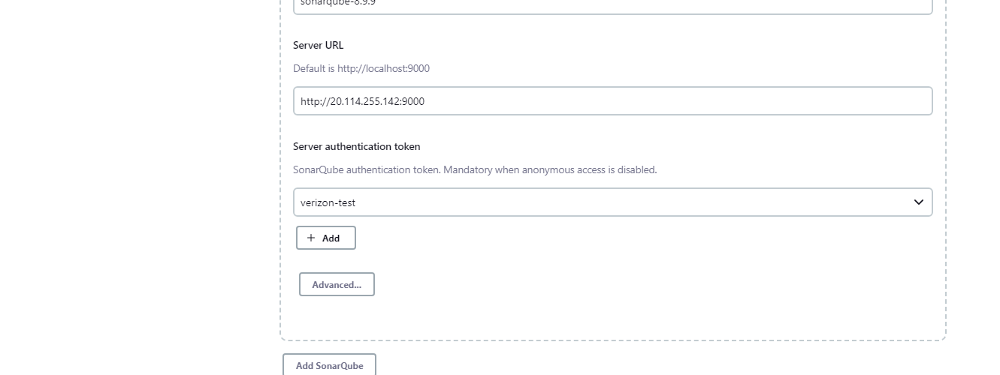 sonarqube-8.9.9
Server URL
Default is http://localhost:9000
http://20.114.255.142:9000
Server authentication token
SonarQube authentication token. Mandatory when anonymous access is disabled.
verizon-test
+ Add
Advanced...
Add SonarQube